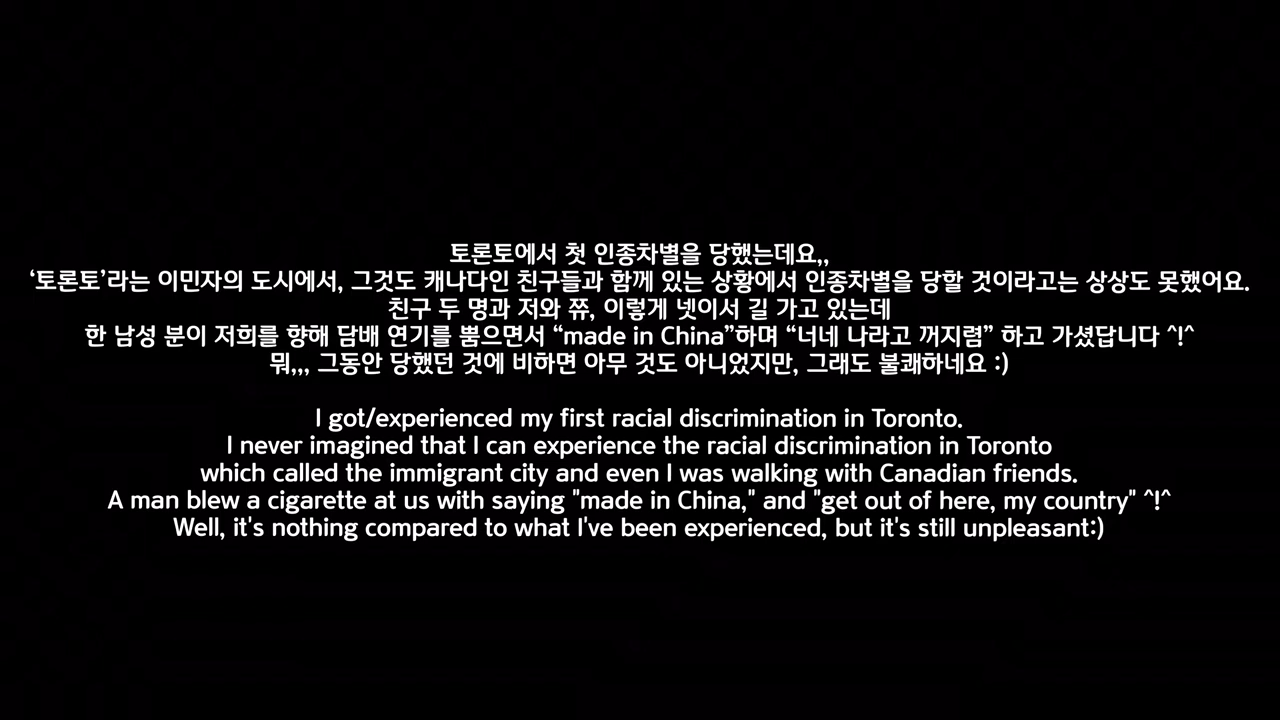 토론토에서 첫 인종차별을 당했는데요,,
‘토론토’라는 이민자의 도시에서, 그것도 캐나다인 친구들과 함께 있는 상황에서 인종차별을 당할 것이라고는 상상도 못했어요.
친구 두 명과 저와 쮸, 이렇게 넷이서 길 가고 있는데
한 남성 분이 저희를 향해 담배 연기를 뿜으면서 “made in China”하며 “너네 나라고 꺼지렴” 하고 가셨답니다 ^!^
뭐,,, 그동안 당했던 것에 비하면 아무 것도 아니었지만, 그래도 불쾌하네요 :)
I got/experienced my first racial discrimination in Toronto.
I never imagined that I can experience the racial discrimination in Toronto
which called the immigrant city and even I was walking with Canadian friends.
A man blew a cigarette at us with saying "made in China," and "get out of here, my country" ^!^
Well, it's nothing compared to what I've been experienced, but it's still unpleasant:)